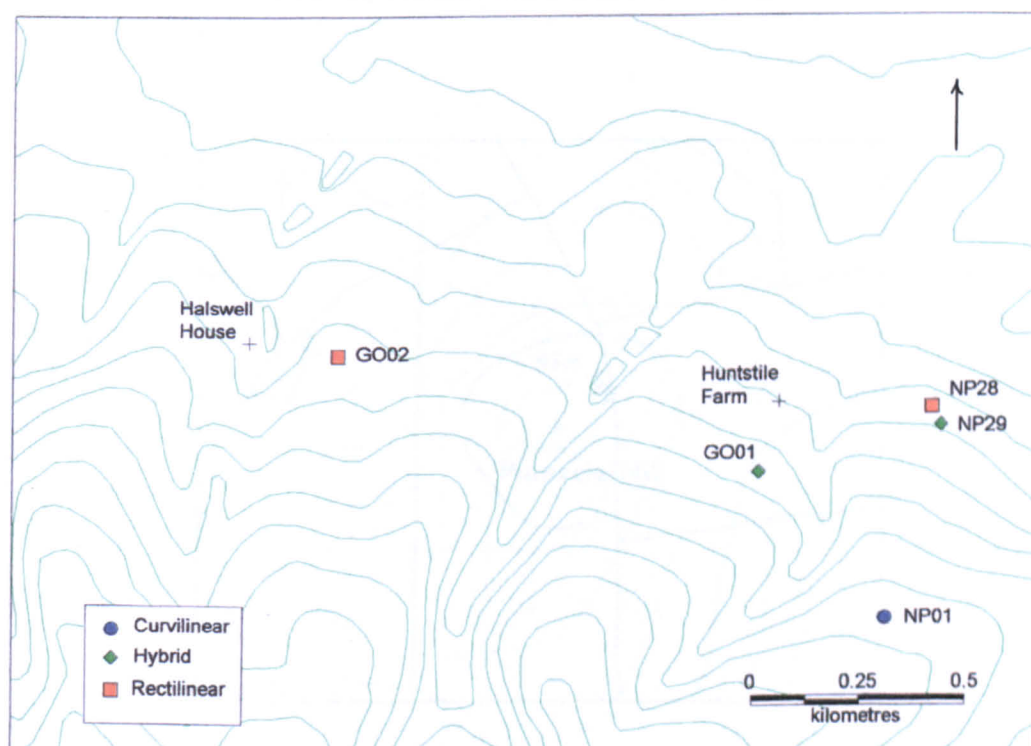 Halswell
House
GO02
Huntstile
Farm
NP28
NP29
GO01
NP01
Curvilinear
Hybrid
Rectilinear
0 0.25 0.5
kilometres